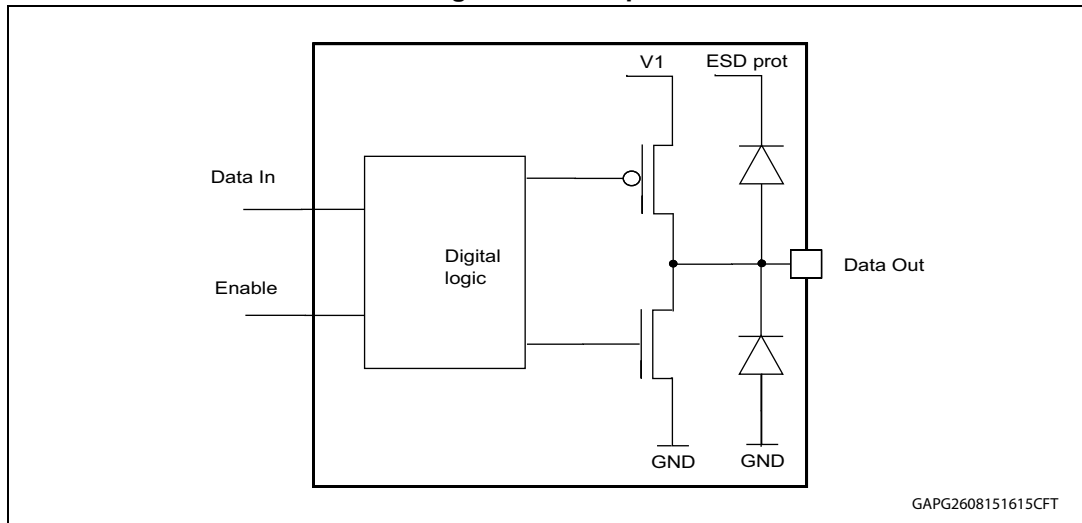 V1
ESD prot
Data In
Digital
logic
Data Out
Enable
GND
GND
GAPG2608151615CFT